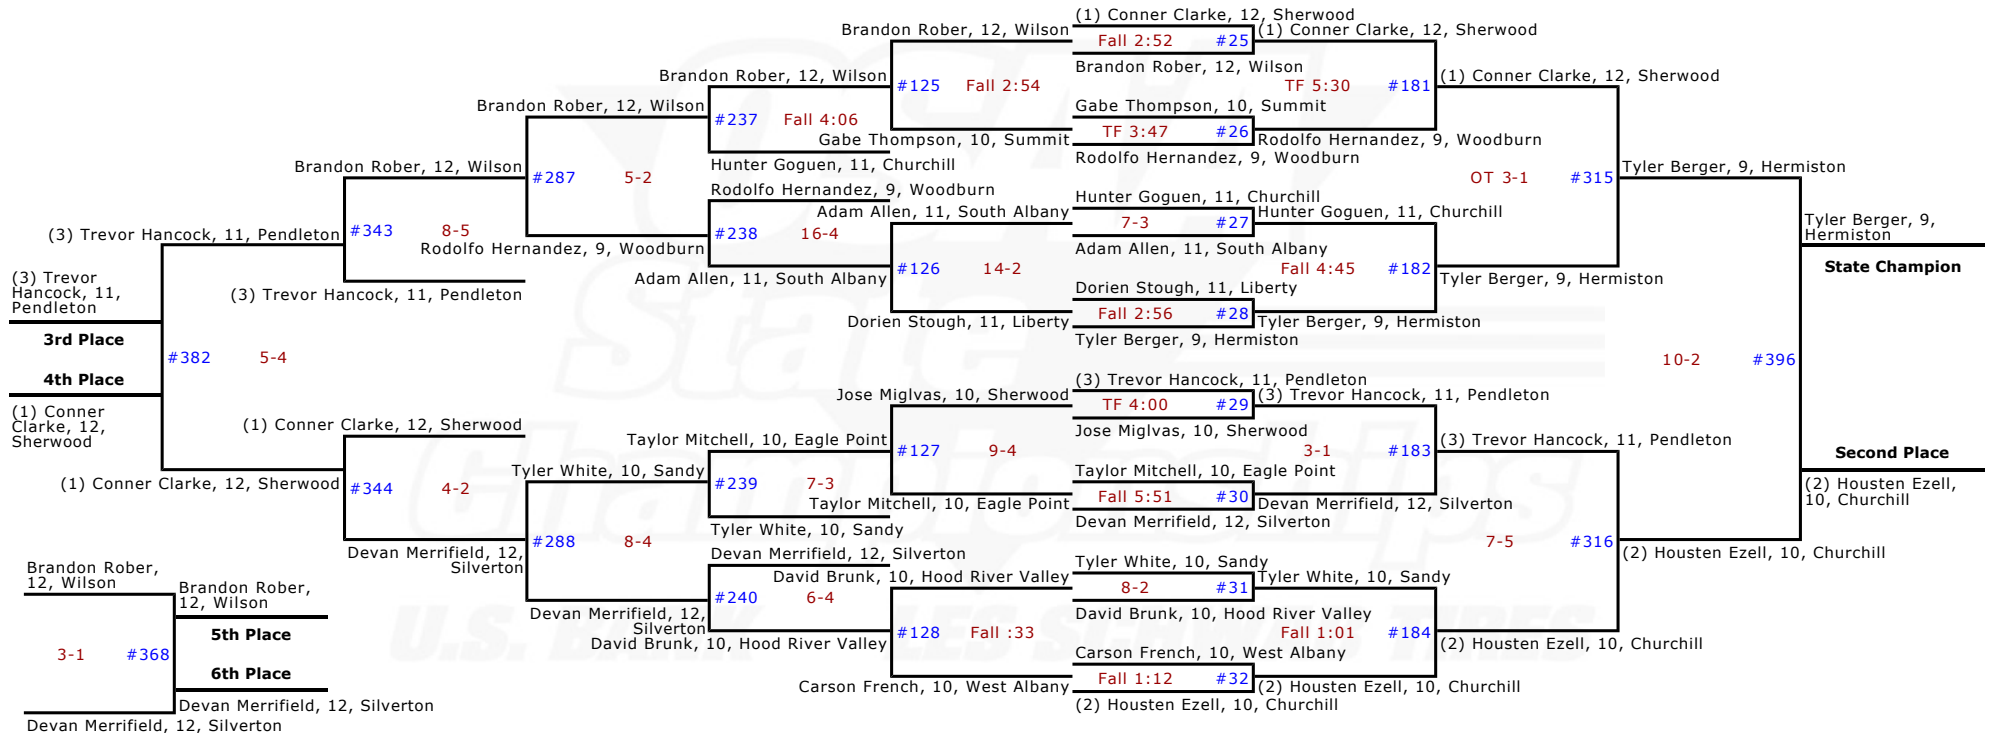 (1) Conner Clarke, 12, Sherwood
Brandon Rober, 12, Wilson
Fall 2:52 #25
(1) Conner Clarke, 12, Sherwood
Brandon Rober, 12, Wilson
Brandon Rober, 12, Wilson
#125 Fall 2:54
TF 5:30 #181
(1) Conner Clarke, 12, Sherwood
Brandon Rober, 12, Wilson
Gabe Thompson, 10, Summit
#237 Fall 4:06
TF 3:47 #26
Gabe Thompson, 10, Summit
Rodolfo Hernandez, 9, Woodburn
Rodolfo Hernandez, 9, Woodburn
Hunter Goguen, 11, Churchill
Brandon Rober, 12, Wilson
Tyler Berger, 9, Hermiston
#287 5-2
OT 3-1 #315
Rodolfo Hernandez, 9, Woodburn
Hunter Goguen, 11, Churchill
Adam Allen, 11, South Albany
Hunter Goguen, 11, Churchill
7-3 #27
Tyler Berger, 9,
Hermiston
#343 8-5
#238 16-4
(3) Trevor Hancock, 11, Pendleton
Rodolfo Hernandez, 9, Woodburn
Adam Allen, 11, South Albany
#126 14-2
Fall 4:45 #182
State Champion
(3) Trevor
Hancock, 11,
Pendleton
Adam Allen, 11, South Albany
Tyler Berger, 9, Hermiston
(3) Trevor Hancock, 11, Pendleton
Dorien Stough, 11, Liberty
Fall 2:56 #28
Dorien Stough, 11, Liberty
Tyler Berger, 9, Hermiston
Tyler Berger, 9, Hermiston
3rd Place
State
#382 5-4
10-2 #396
4th Place
(3) Trevor Hancock, 11, Pendleton
Jose Miglvas, 10, Sherwood
(3) Trevor Hancock, 11, Pendleton
TF 4:00 #29
(1) Conner
Clarke, 12,
Sherwood
(1) Conner Clarke, 12, Sherwood
Jose Miglvas, 10, Sherwood
Taylor Mitchell, 10, Eagle Point
(3) Trevor Hancock, 11, Pendleton
#127 9-4
3-1 #183
Second Place
Championships
Tyler White, 10, Sandy
Taylor Mitchell, 10, Eagle Point
(1) Conner Clarke, 12, Sherwood
#344 4-2
#239 7-3
(2) Housten Ezell,
10, Churchill
Fall 5:51 #30
Taylor Mitchell, 10, Eagle Point
Devan Merrifield, 12, Silverton
Devan Merrifield, 12, Silverton
Tyler White, 10, Sandy
#288 8-4
7-5 #316
Devan Merrifield, 12,
Silverton
Devan Merrifield, 12, Silverton
(2) Housten Ezell, 10, Churchill
Tyler White, 10, Sandy
Brandon Rober,
12, Wilson
David Brunk, 10, Hood River Valley
Tyler White, 10, Sandy
8-2 #31
Brandon Rober,
12, Wilson
#240 6-4
Devan Merrifield, 12,
Silverton
David Brunk, 10, Hood River Valley
U.S. BANK LES SCHWAB TIRES
5th Place
#128 Fall :33
Fall 1:01 #184
David Brunk, 10, Hood River Valley
(2) Housten Ezell, 10, Churchill
3-1 #368
Carson French, 10, West Albany
6th Place
Fall 1:12 #32
Carson French, 10, West Albany
(2) Housten Ezell, 10, Churchill
Devan Merrifield, 12, Silverton
(2) Housten Ezell, 10, Churchill
Devan Merrifield, 12, Silverton